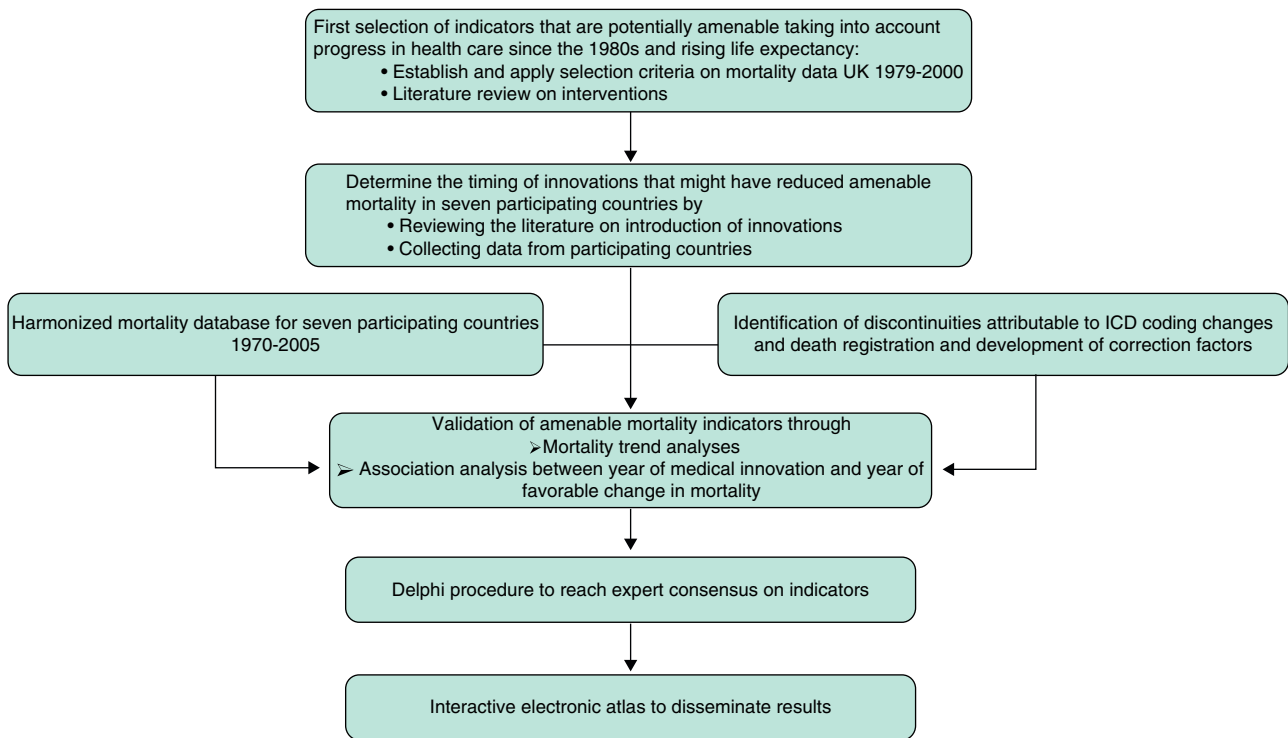 First selection of indicators that are potentially amenable taking into account
progress in health care since the 1980s and rising life expectancy:
• Establish and apply selection criteria on mortality data UK 1979-2000
• Literature review on interventions
Determine the timing of innovations that might have reduced amenable
mortality in seven participating countries by
• Reviewing the literature on introduction of innovations
• Collecting data from participating countries
Harmonized mortality database for seven participating countries
1970-2005
Identification of discontinuities attributable to ICD coding changes
and death registration and development of correction factors
Validation of amenable mortality indicators through
➢Mortality trend analyses
➢ Association analysis between year of medical innovation and year of
favorable change in mortality
Delphi procedure to reach expert consensus on indicators
Interactive electronic atlas to disseminate results